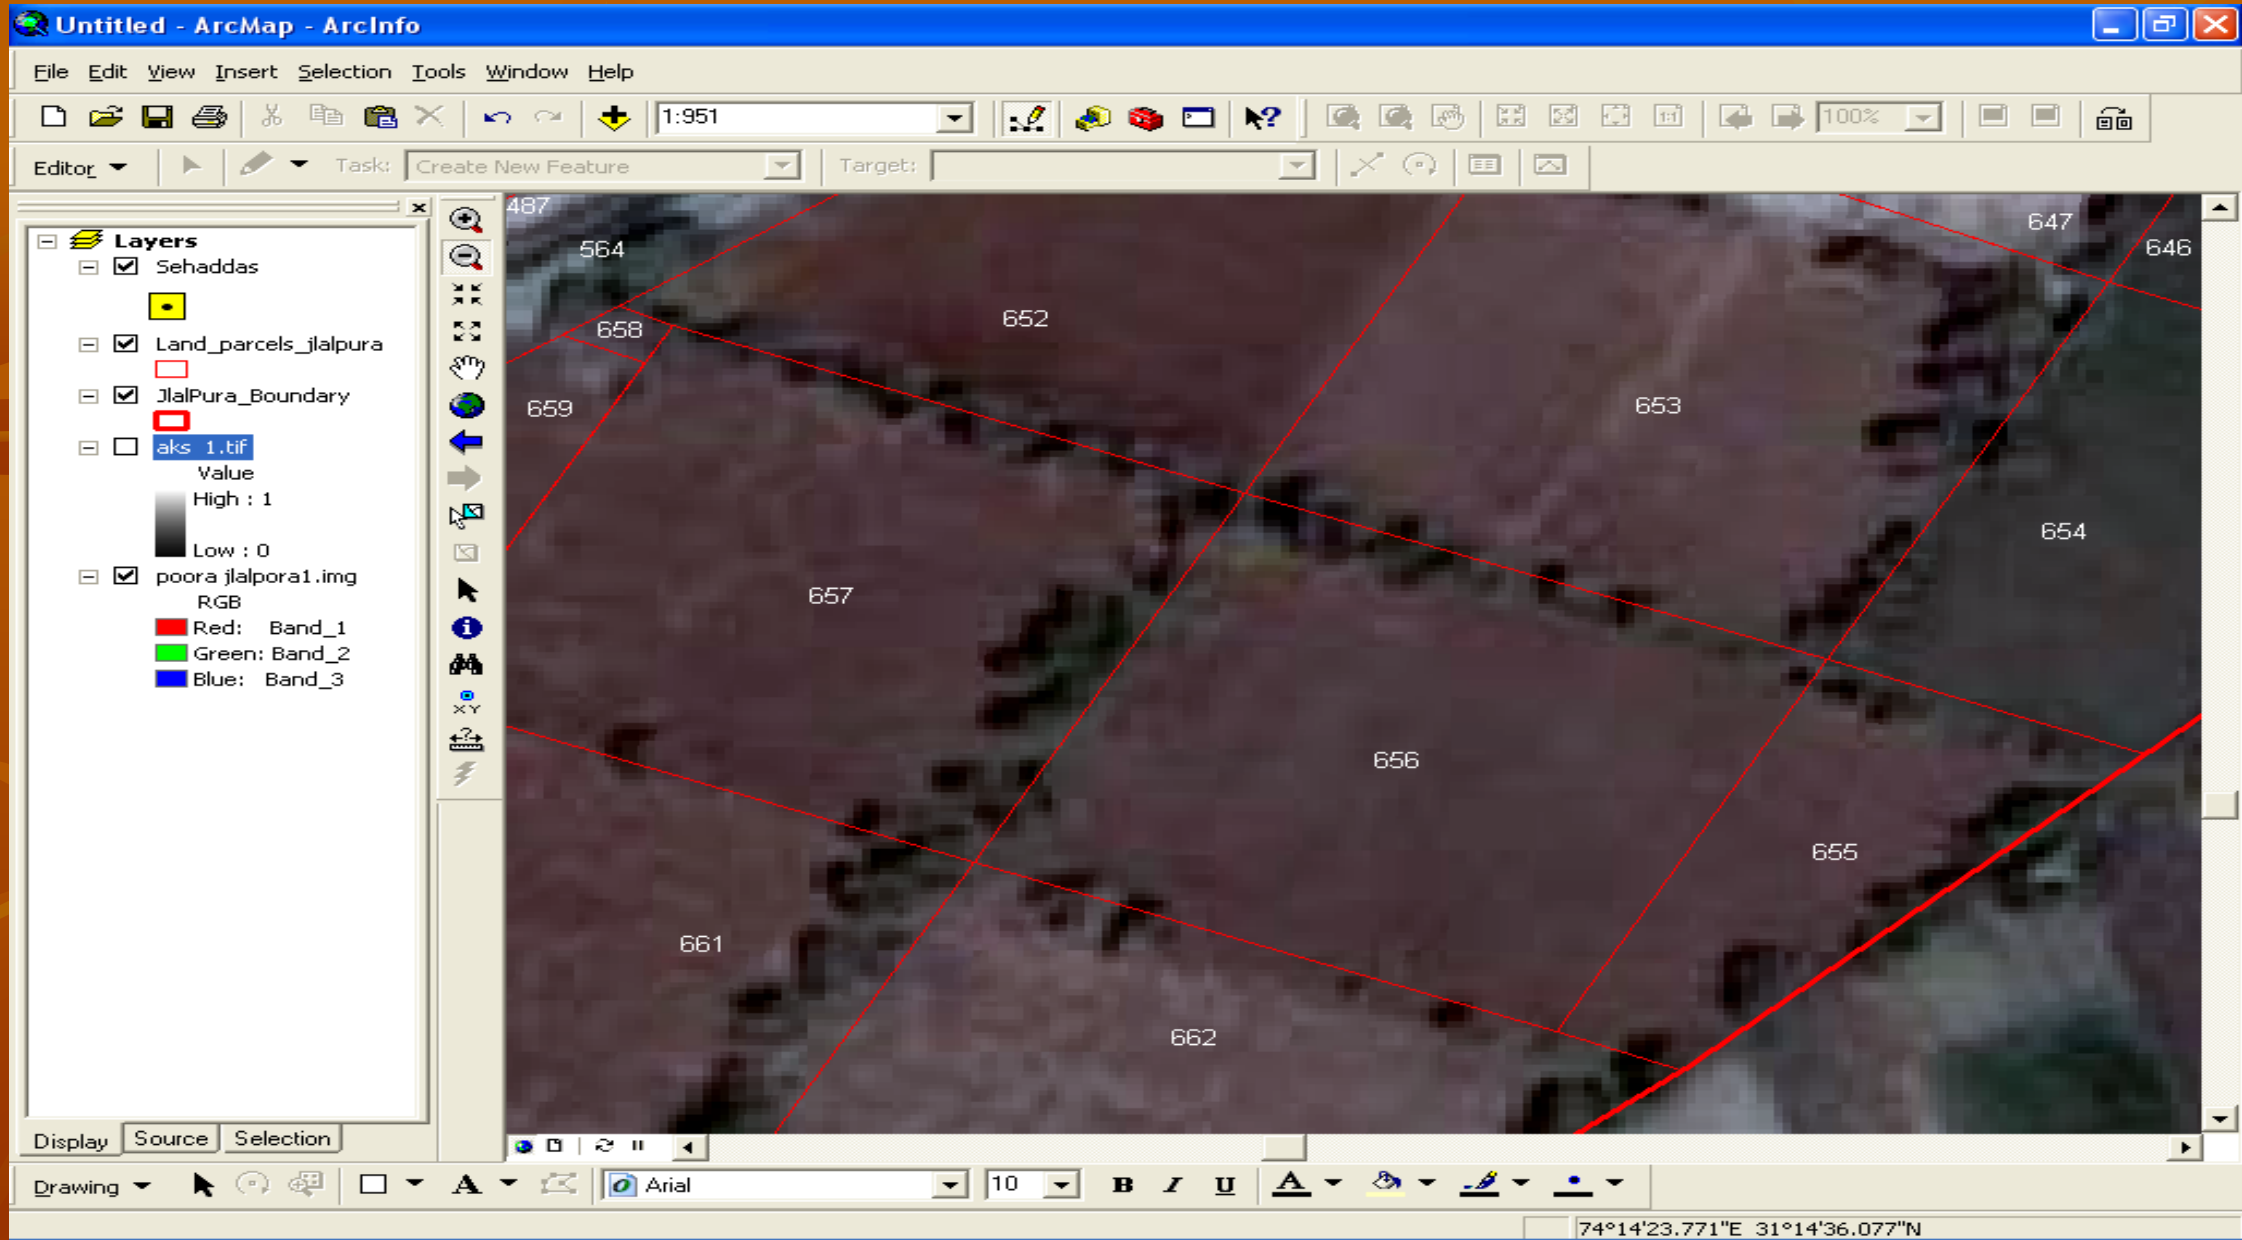 Untitled - ArcMap - ArcInfo
File Edit View Insert Selection Tools Window Help
1:951
100%
Editor Task: Create New Feature Target:
Layers
Sehaddas
Land_parcels_jlalpura
JlalPura_Boundary
aks_1.tif
Value
High : 1
Low : 0
poora jlalpora1.img
RGB
Red: Band_1
Green: Band_2
Blue: Band_3
487
564
647
646
652
658
653
659
654
657
656
655
661
662
Display Source Selection
Drawing A Arial 10 B I U A
74°14'23.771"E 31°14'36.077"N